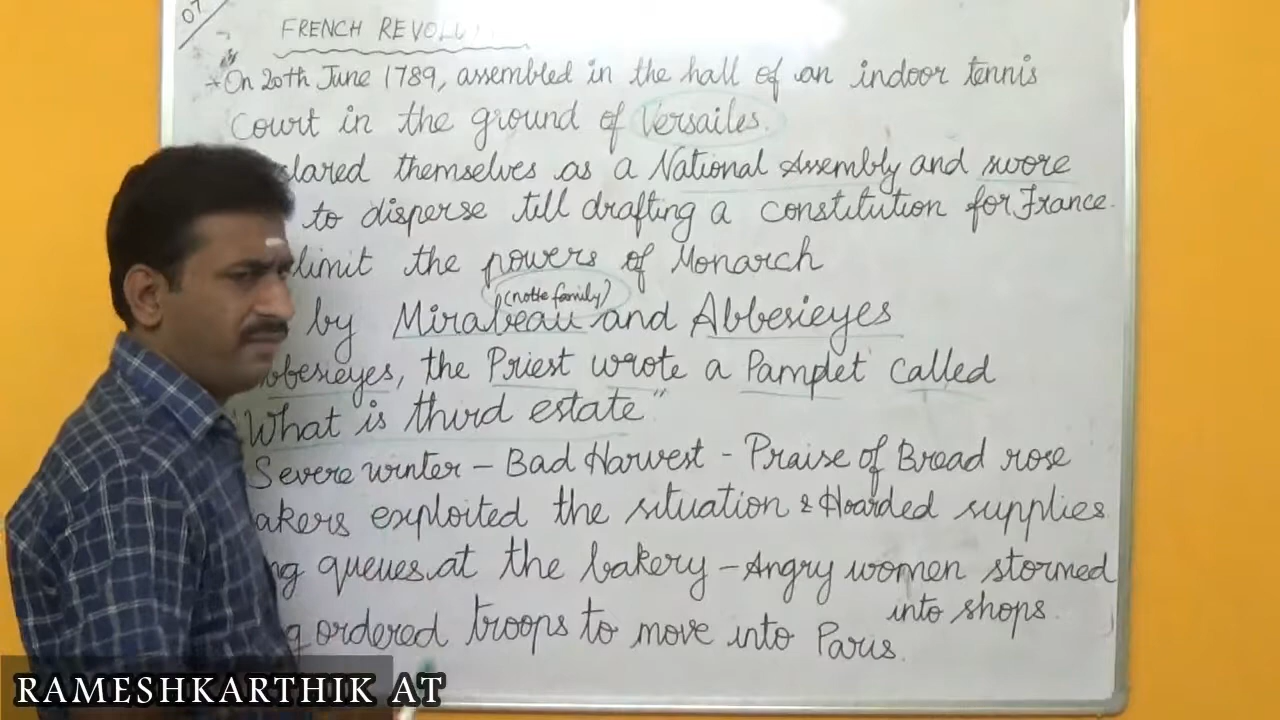 07
FRENCH REVOLU
On 20th June 1789, assembled in the hall of an indoor tennis
Court in the ground of Versailes.
clared themselves as a National Assembly and swore
to disperse till drafting a constitution for France.
limit the powers of Monarch
(noble family)
by Mirabeau and Abbesieyes
bbesieyes, the Priest wrote a Pamplet called
"What is third estate"
Severe winter - Bad Harvest - Praise of Bread rose
akers exploited the situation & Hoarded supplies
ng queues at the bakery - Angry women stormed
into shops.
g ordered troops to move into Paris.
RAMESHKARTHIK AT